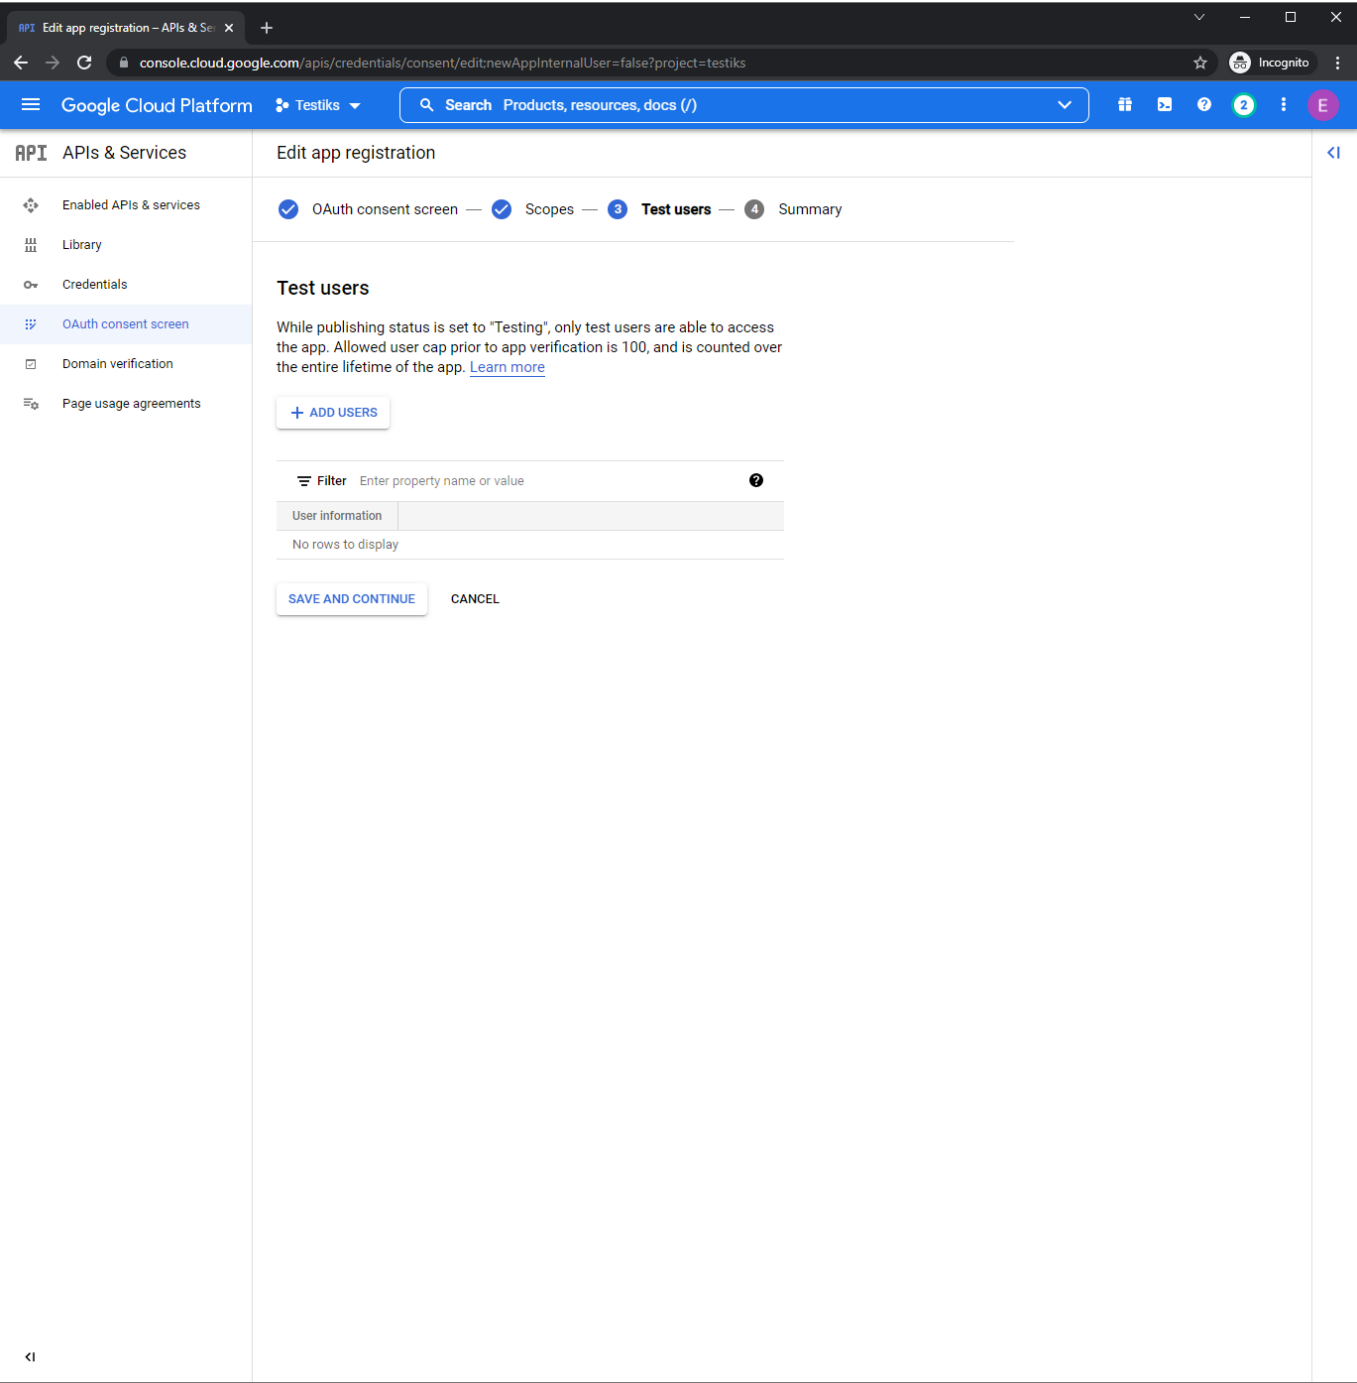 API Edit app registration – APIs & Ser
console.cloud.google.com/apis/credentials/consent/edit;newAppInternalUser=false?project=testiks
Incognito
Google Cloud Platform Testiks Search Products, resources, docs (/) 2 E
API APIs & Services
Edit app registration
Enabled APIs & services
Library
Credentials
OAuth consent screen
Domain verification
Page usage agreements
OAuth consent screen — Scopes — 3 Test users — 4 Summary
Test users
While publishing status is set to "Testing", only test users are able to access
the app. Allowed user cap prior to app verification is 100, and is counted over
the entire lifetime of the app. Learn more
+ ADD USERS
Filter Enter property name or value
User information
No rows to display
SAVE AND CONTINUE CANCEL